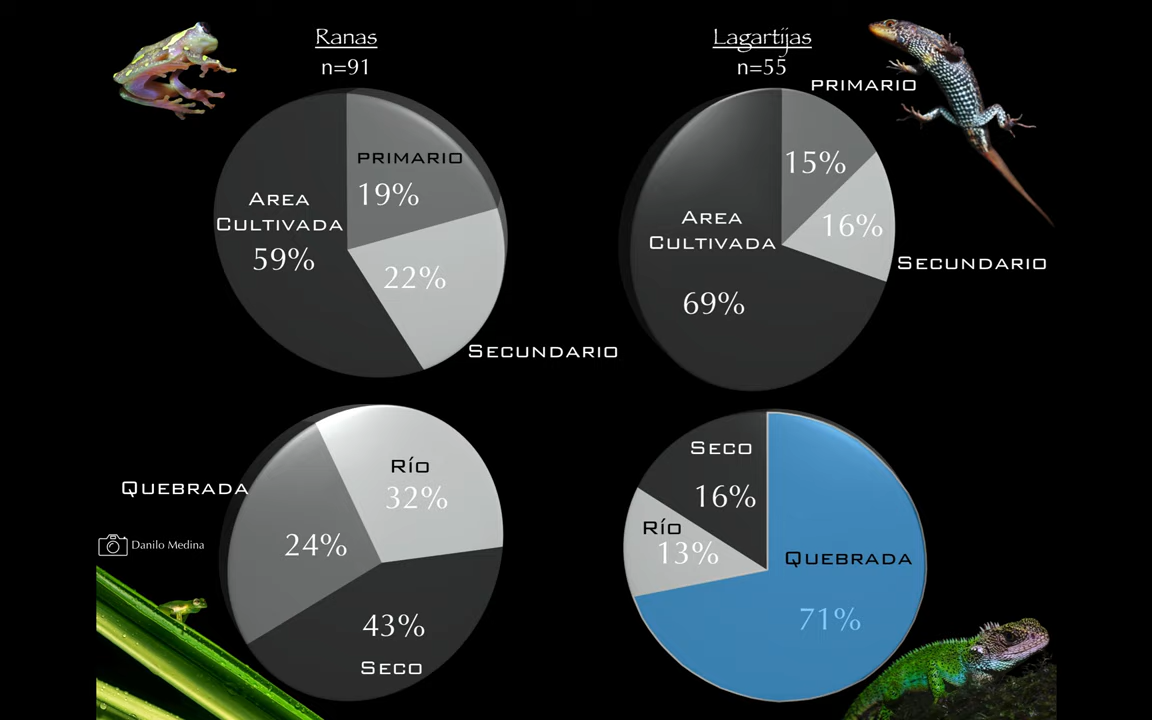 Ranas
n=91
PRIMARIO
19%
AREA
CULTIVADA
59%
22%
SECUNDARIO
Lagartijas
n=55
PRIMARIO
15%
AREA
CULTIVADA
16%
SECUNDARIO
69%
RÍO
32%
QUEBRADA
24%
Danilo Medina
43%
SECO
SECO
16%
RÍO
13%
QUEBRADA
71%